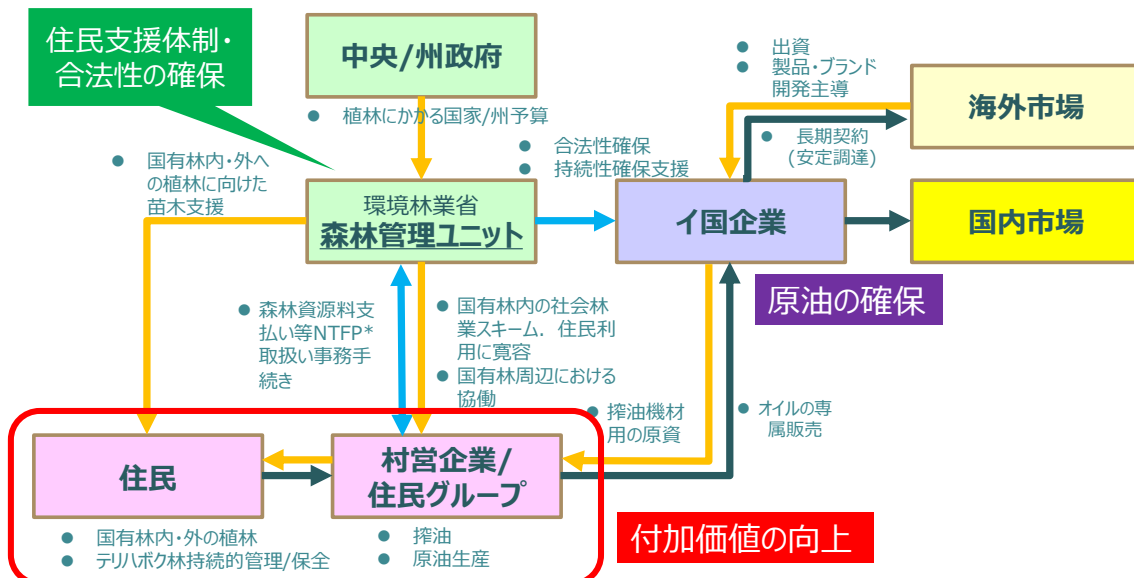 住民支援体制・
合法性の確保
中央/州政府
● 出資
● 製品・ブランド
開発主導
海外市場
● 植林にかかる国家/州予算
● 長期契約
(安定調達)
● 合法性確保
● 持続性確保支援
● 国有林内・外へ
の植林に向けた
苗木支援
環境林業省
森林管理ユニット
イ国企業
国内市場
原油の確保
● 森林資源料支
払い等NTFP*
取扱い事務手
続き
● 国有林内の社会林
業スキーム．住民利
用に寛容
● 国有林周辺における
協働
● 搾油機材
用の原資
● オイルの専
属販売
住民
村営企業/
住民グループ
● 国有林内・外の植林
● テリハボク林持続的管理/保全
● 搾油
● 原油生産
付加価値の向上